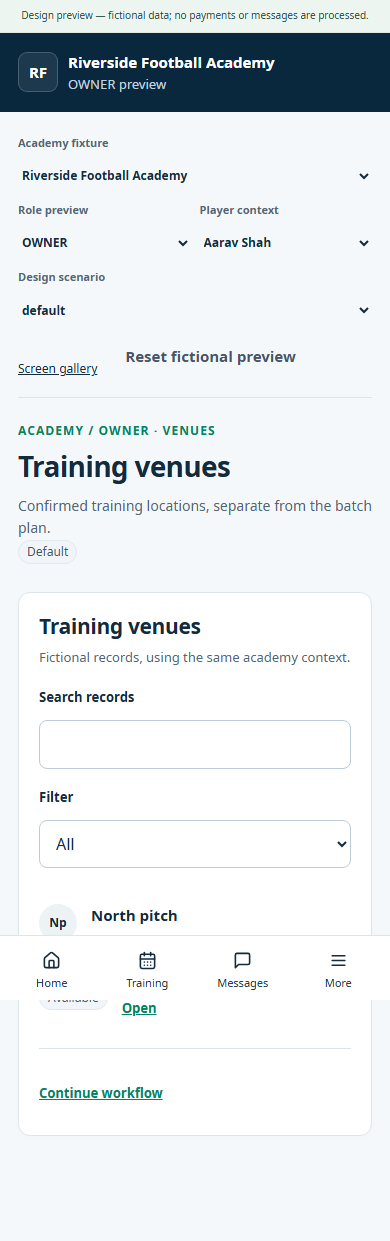 Design preview — fictional data; no payments or messages are processed.
RF
Riverside Football Academy
OWNER preview
Academy fixture
Riverside Football Academy
Role preview
Player context
OWNER
Aarav Shah
Design scenario
default
Screen gallery
Reset fictional preview
ACADEMY / OWNER · VENUES
Training venues
Confirmed training locations, separate from the batch
plan.
Default
Training venues
Fictional records, using the same academy context.
Search records
Filter
All
Np
North pitch
Home
Training
Messages
More
Available
Open
Continue workflow